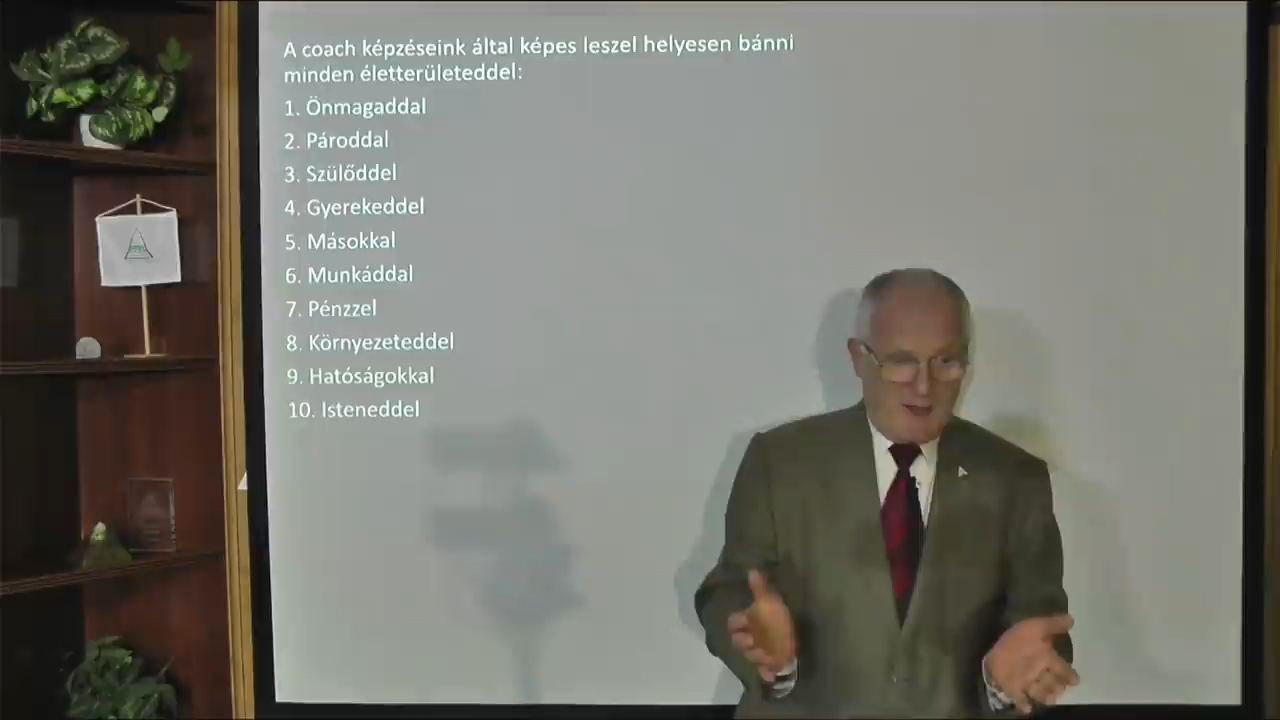 A coach képzéseink által képes leszel helyesen bánni
minden életterületeddel:
1. Önmagaddal
2. Pároddal
3. Szülőddel
4. Gyerekeddel
5. Másokkal
6. Munkáddal
7. Pénzzel
8. Környezeteddel
9. Hatóságokkal
10. Isteneddel